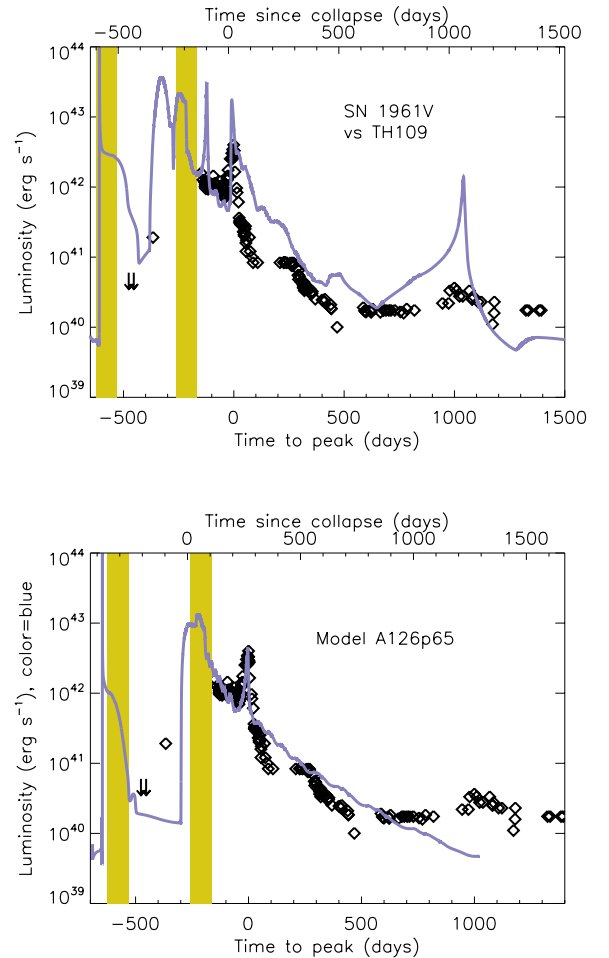 Time since collapse (days)
−500 0 500 1000 1500
10^44
10^43
10^42
10^41
10^40
10^39
Luminosity (erg s^−1)
SN 1961V
vs TH109
−500 0 500 1000 1500
Time to peak (days)
Time since collapse (days)
0 500 1000 1500
10^44
10^43
10^42
10^41
10^40
10^39
Luminosity (erg s^−1), color=blue
Model A126p65
−500 0 500 1000
Time to peak (days)